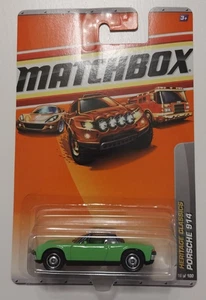 3+
MATCHBOX
HERITAGE CLASSICS
PORSCHE 914